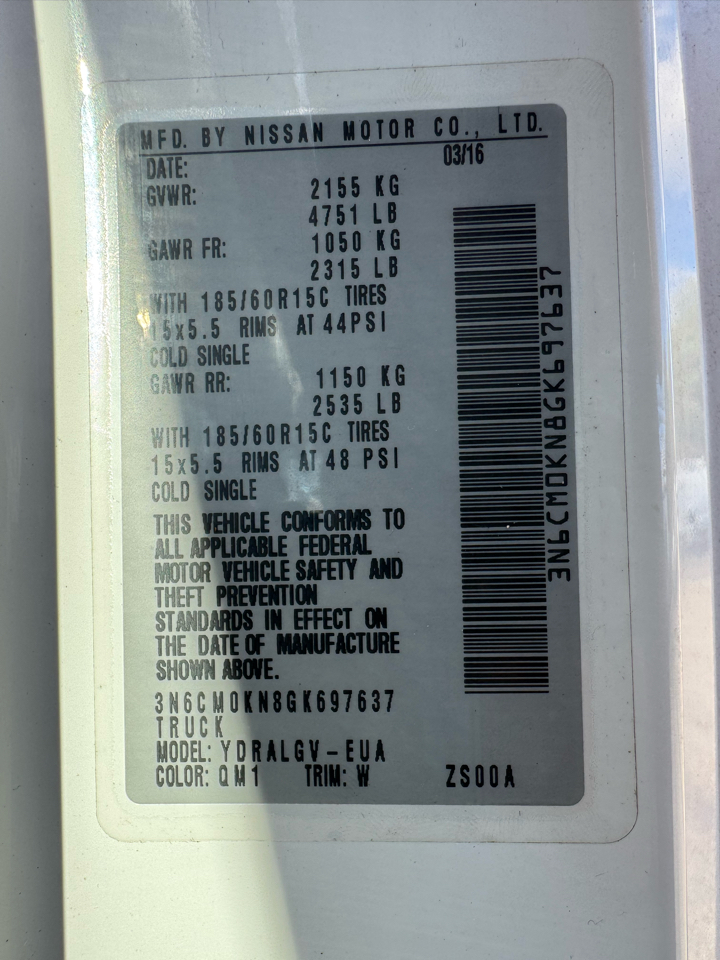 MFD. BY NISSAN MOTOR CO., LTD.
DATE: 03/16
GVWR: 2155 KG
4751 LB
GAWR FR: 1050 KG
2315 LB
WITH 185/60R15C TIRES
15x5.5 RIMS AT 44PSI
COLD SINGLE
GAWR RR: 1150 KG
2535 LB
WITH 185/60R15C TIRES
15x5.5 RIMS AT 48 PSI
COLD SINGLE
THIS VEHICLE CONFORMS TO
ALL APPLICABLE FEDERAL
MOTOR VEHICLE SAFETY AND
THEFT PREVENTION
STANDARDS IN EFFECT ON
THE DATE OF MANUFACTURE
SHOWN ABOVE.
3N6CM0KN8GK697637
TRUCK
MODEL: YDRALGV-EUA
COLOR: QM1 TRIM: W ZS00A
3N6CM0KN8GK697637